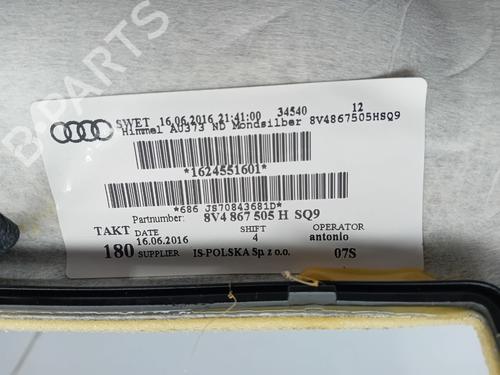 B-PARTS
SWET 16.06.2016 21:41:00 34540 12
Himmel AU373 ND Mondsilber 8V4867505HSQ9
*1624551601*
*686 JS70843681D*
Partnumber: 8V4 867 505 H SQ9
TAKT DATE SHIFT OPERATOR
16.06.2016 4 antonio
180 SUPPLIER IS-POLSKA Sp. z o.o. 07S